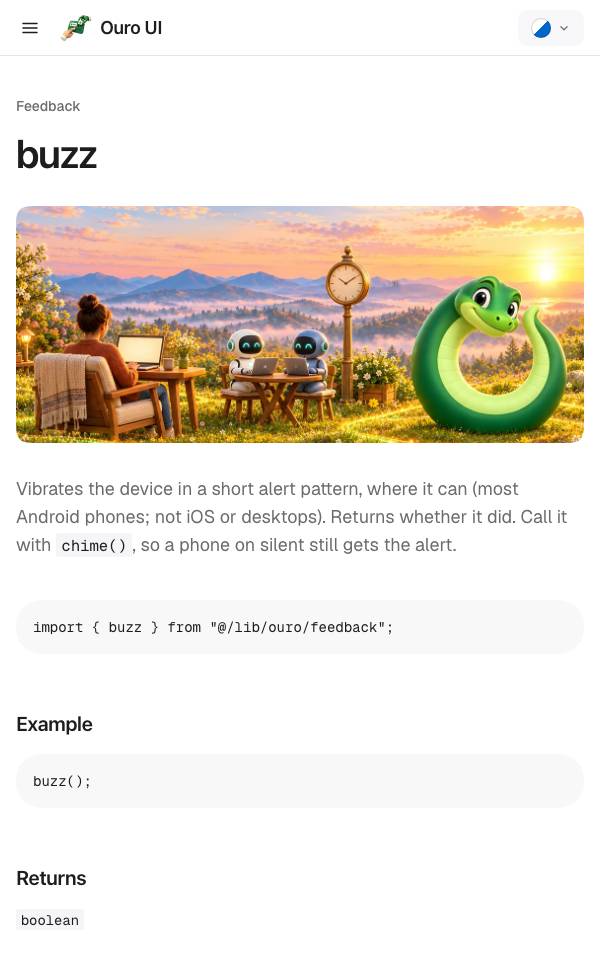 Ouro UI
Feedback
buzz
Vibrates the device in a short alert pattern, where it can (most
Android phones; not iOS or desktops). Returns whether it did. Call it
with chime(), so a phone on silent still gets the alert.
import { buzz } from "@/lib/ouro/feedback";
Example
buzz();
Returns
boolean